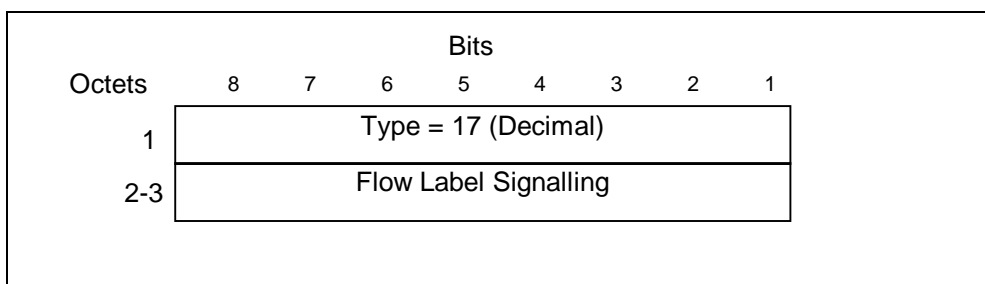 Bits
Octets 8 7 6 5 4 3 2 1
1 Type = 17 (Decimal)
2-3 Flow Label Signalling